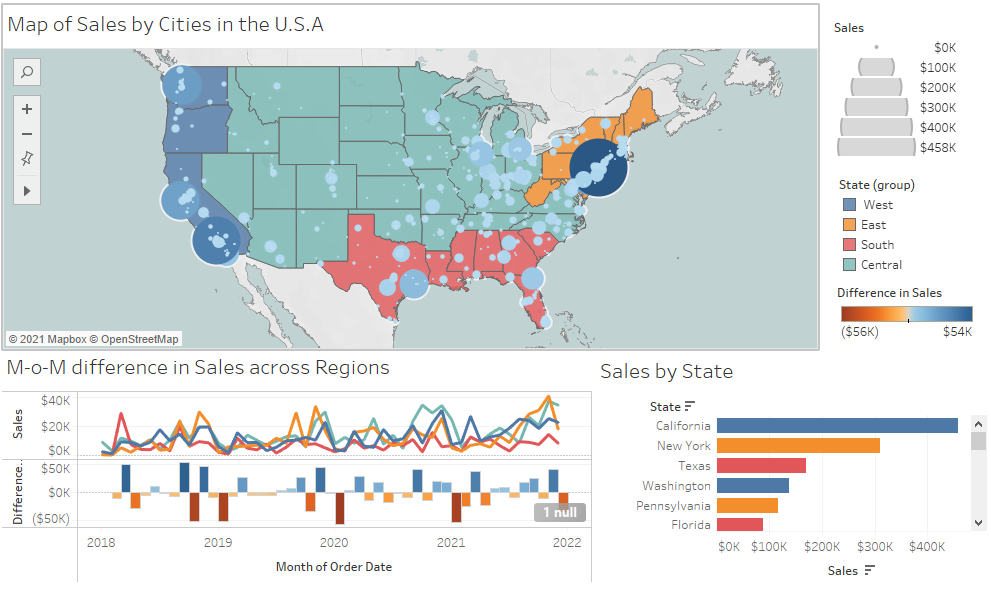 Map of Sales by Cities in the U.S.A
© 2021 Mapbox © OpenStreetMap
Sales
$0K
$100K
$200K
$300K
$400K
$458K
State (group)
West
East
South
Central
Difference in Sales
($56K) $54K
M-o-M difference in Sales across Regions
Sales
$40K
$20K
$0K
Difference..
$50K
$0K
($50K)
1 null
2018 2019 2020 2021 2022
Month of Order Date
Sales by State
State
California
New York
Texas
Washington
Pennsylvania
Florida
$0K $100K $200K $300K $400K
Sales